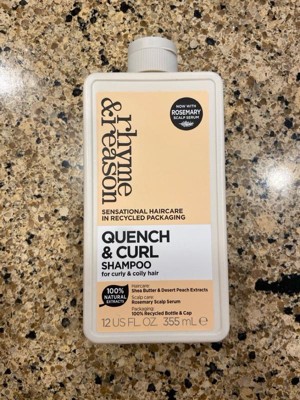 rhyme
&reason
NOW WITH
ROSEMARY
SCALP SERUM
SENSATIONAL HAIRCARE
IN RECYCLED PACKAGING
QUENCH
& CURL
SHAMPOO
for curly & coily hair
100%
NATURAL
EXTRACTS
Haircare:
Shea Butter & Desert Peach Extracts
Scalp care:
Rosemary Scalp Serum
Packaging:
100% Recycled Bottle & Cap
12 US FL. OZ. 355 mL ℮